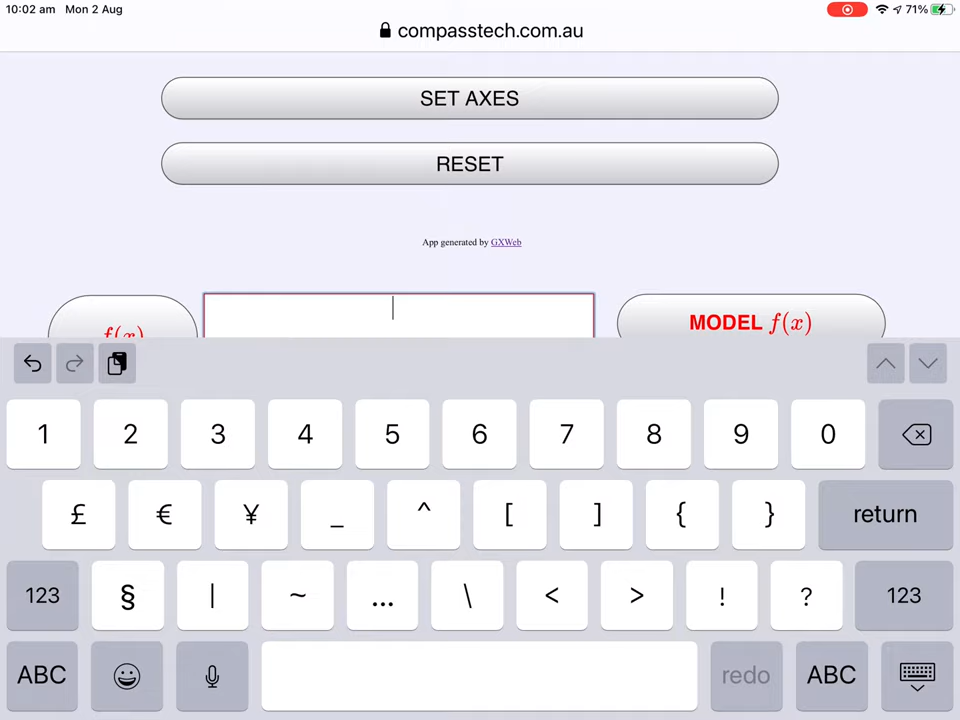 10:02 am Mon 2 Aug 71%
compasstech.com.au
SET AXES
RESET
App generated by GXWeb
f(x) MODEL f(x)
1 2 3 4 5 6 7 8 9 0
£ € ¥ _ ^ [ ] { } return
123 § | ~ ... \ < > ! ? 123
ABC redo ABC